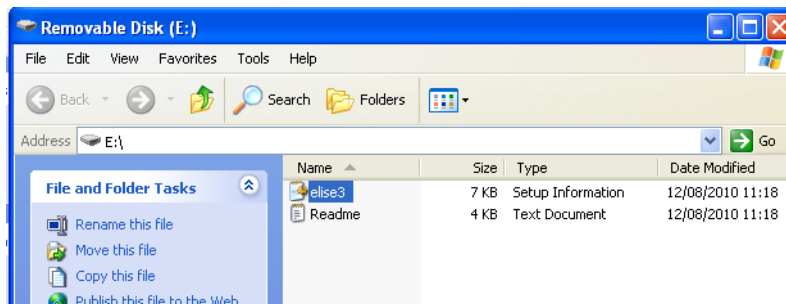 Removable Disk (E:)
File Edit View Favorites Tools Help
Back Search Folders
Address E:\ Go
Name Size Type Date Modified
File and Folder Tasks
elise3 7 KB Setup Information 12/08/2010 11:18
Readme 4 KB Text Document 12/08/2010 11:18
Rename this file
Move this file
Copy this file
Publish this file to the Web